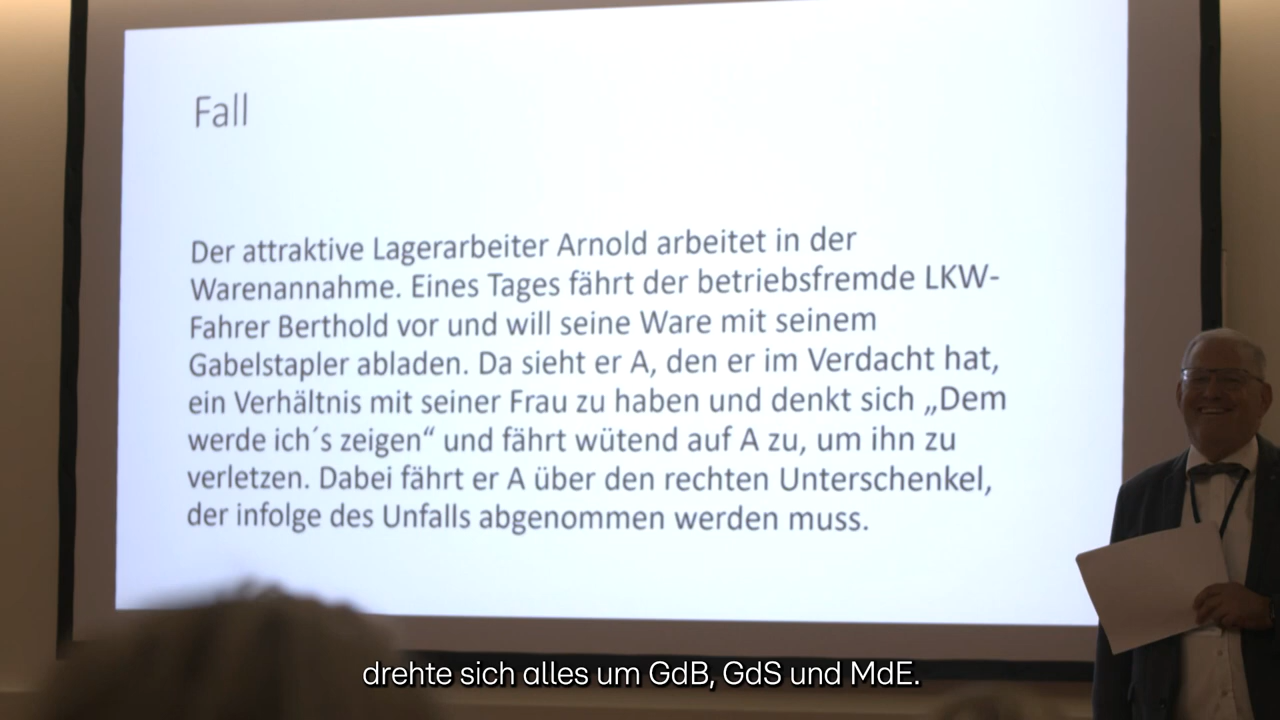 Fall
Der attraktive Lagerarbeiter Arnold arbeitet in der
Warenannahme. Eines Tages fährt der betriebsfremde LKW-
Fahrer Berthold vor und will seine Ware mit seinem
Gabelstapler abladen. Da sieht er A, den er im Verdacht hat,
ein Verhältnis mit seiner Frau zu haben und denkt sich „Dem
werde ich´s zeigen“ und fährt wütend auf A zu, um ihn zu
verletzen. Dabei fährt er A über den rechten Unterschenkel,
der infolge des Unfalls abgenommen werden muss.
drehte sich alles um GdB, GdS und MdE.